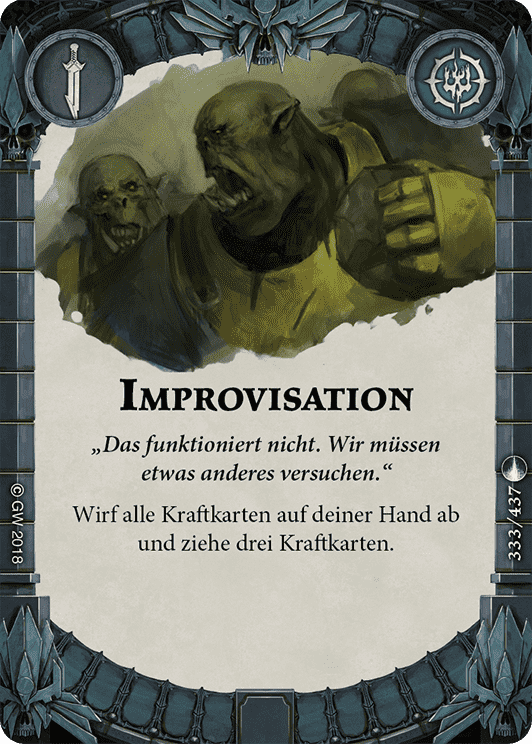 IMPROVISATION
„Das funktioniert nicht. Wir müssen
etwas anderes versuchen.“
Wirf alle Kraftkarten auf deiner Hand ab
und ziehe drei Kraftkarten.
© GW 2018
333/437